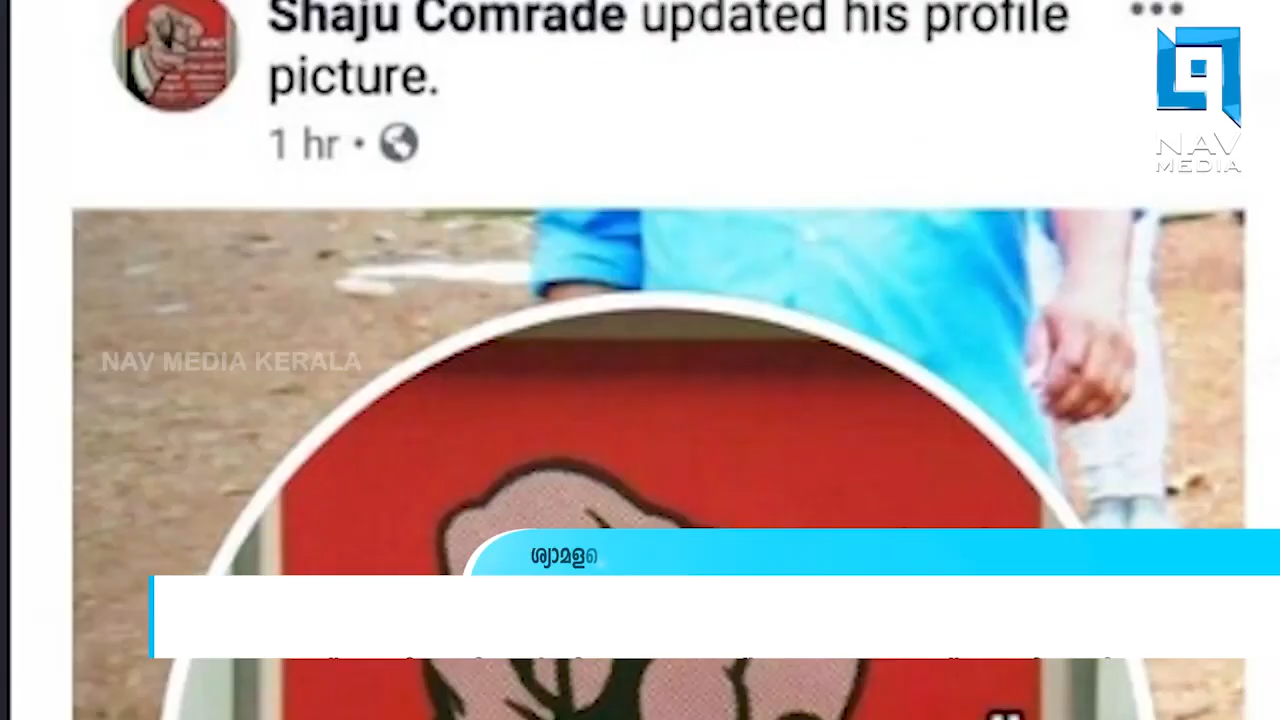 Shaju Comrade updated his profile
picture.
1 hr
NAV
MEDIA
NAV MEDIA KERALA
ശ്യാമള